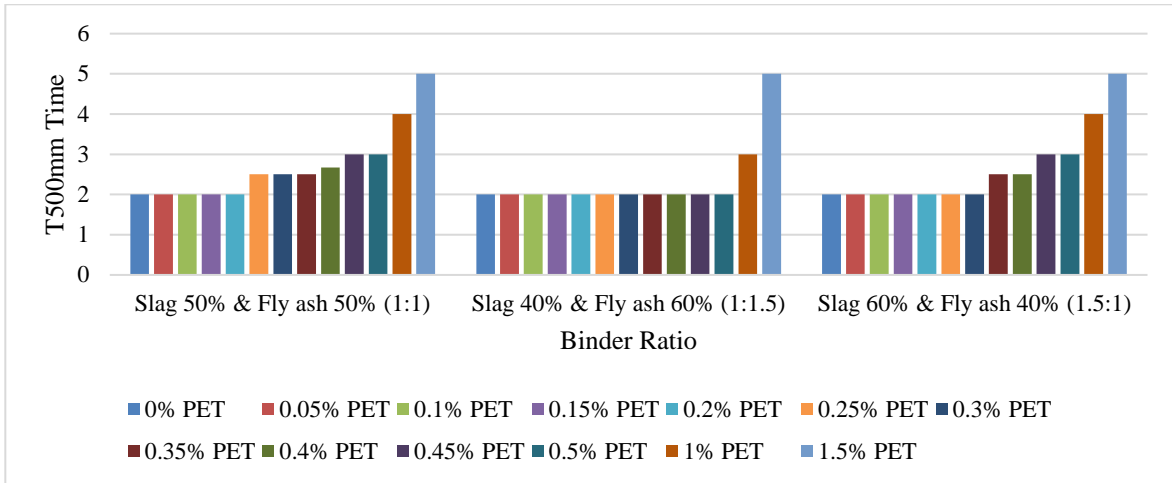 6
5
4
3
2
1
0
T500mm Time
Slag 50% & Fly ash 50% (1:1) Slag 40% & Fly ash 60% (1:1.5) Slag 60% & Fly ash 40% (1.5:1)
Binder Ratio
0% PET 0.05% PET 0.1% PET 0.15% PET 0.2% PET 0.25% PET 0.3% PET
0.35% PET 0.4% PET 0.45% PET 0.5% PET 1% PET 1.5% PET